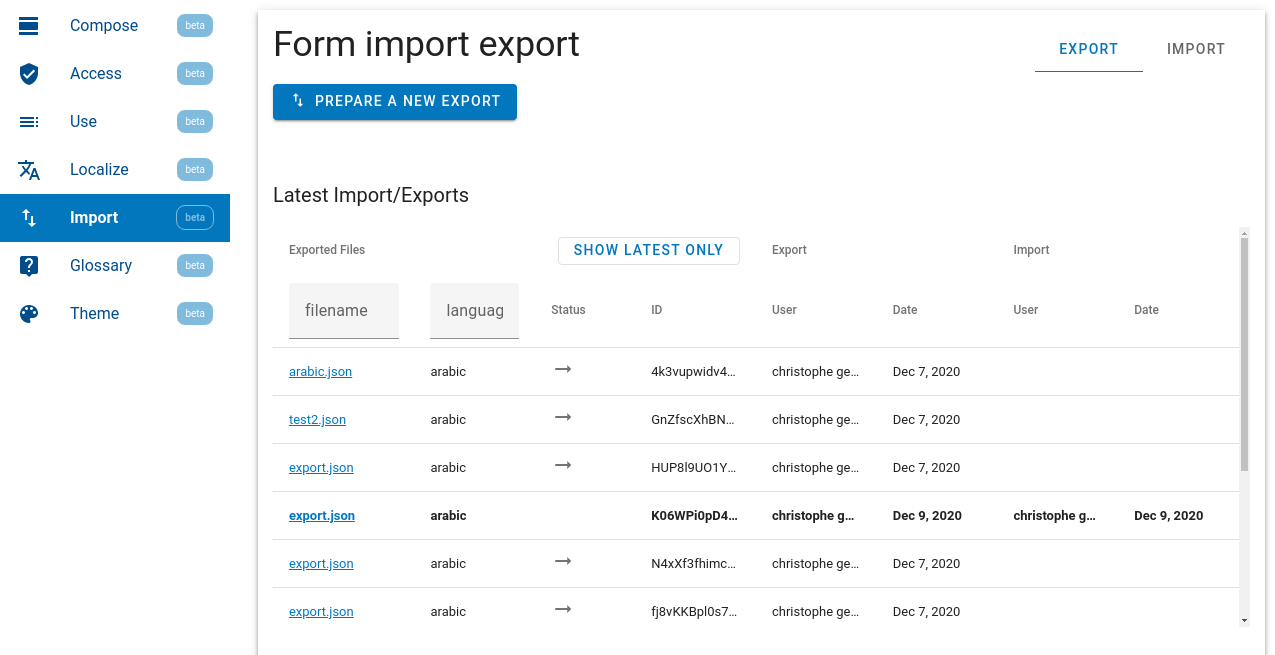 Compose beta
Access beta
Use beta
Localize beta
Import beta
Glossary beta
Theme beta
Form import export
EXPORT IMPORT
PREPARE A NEW EXPORT
Latest Import/Exports
Exported Files SHOW LATEST ONLY Export Import
filename languag Status ID User Date User Date
arabic.json arabic 4k3vupwidv4... christophe ge... Dec 7, 2020
test2.json arabic GnZfscXhBN... christophe ge... Dec 7, 2020
export.json arabic HUP8l9UO1Y... christophe ge... Dec 7, 2020
export.json arabic K06WPi0pD4... christophe g... Dec 9, 2020 christophe g... Dec 9, 2020
export.json arabic N4xXf3fhimc... christophe ge... Dec 7, 2020
export.json arabic fj8vKKBpl0s7... christophe ge... Dec 7, 2020